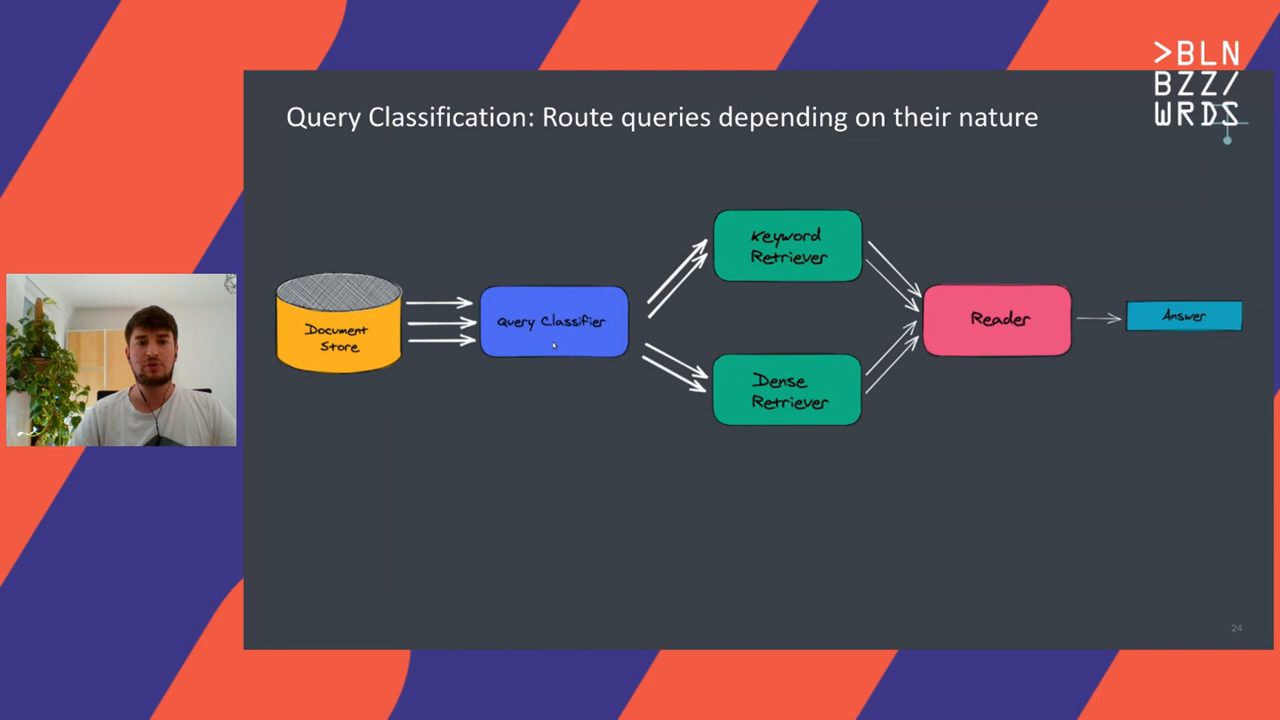 >BLN
BZZ/
WRDS
Query Classification: Route queries depending on their nature
Document
Store
Query Classifier
Keyword
Retriever
Dense
Retriever
Reader
Answer
24